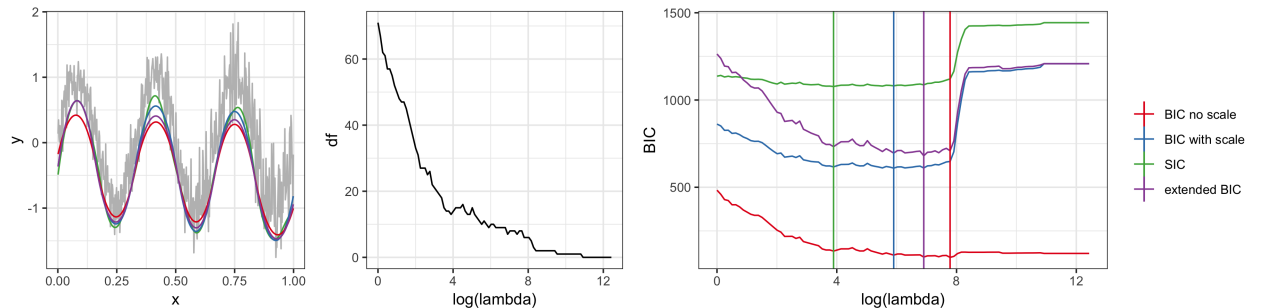 2
1
0
-1
y
0.00 0.25 0.50 0.75 1.00
x
60
40
20
0
df
0 4 8 12
log(lambda)
1500
1000
500
BIC
0 4 8 12
log(lambda)
BIC no scale
BIC with scale
SIC
extended BIC